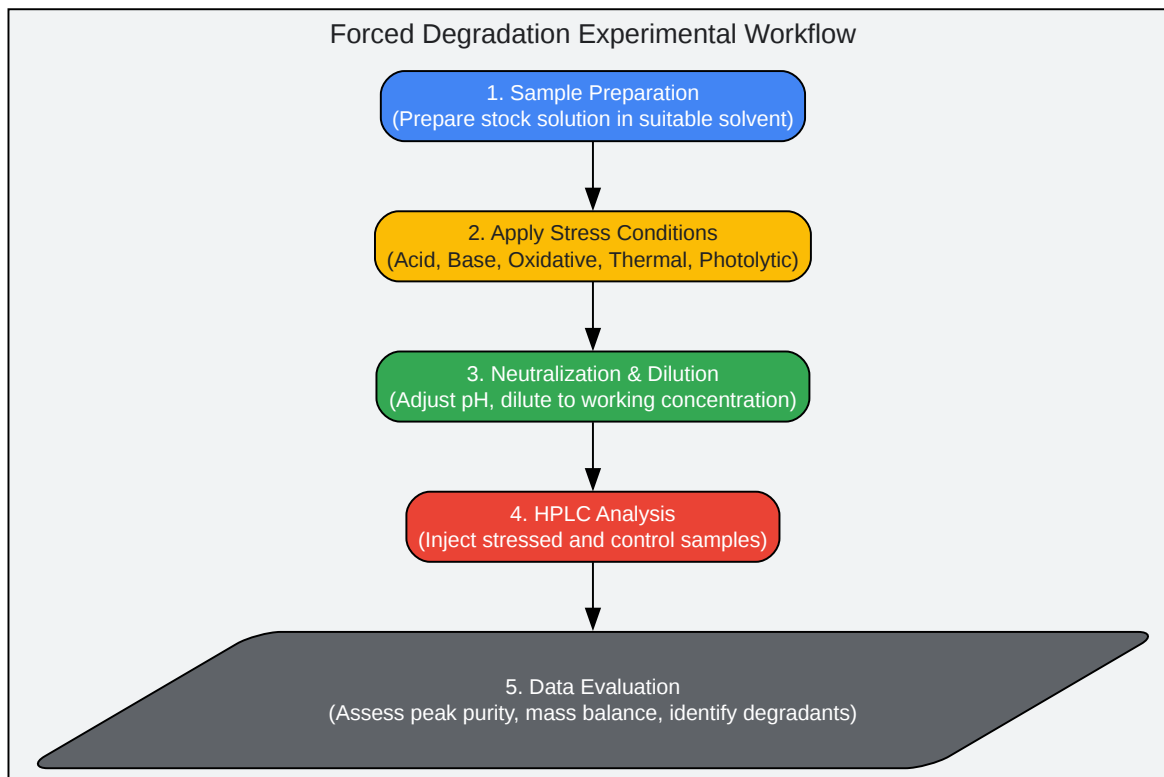 Forced Degradation Experimental Workflow
1. Sample Preparation
(Prepare stock solution in suitable solvent)
2. Apply Stress Conditions
(Acid, Base, Oxidative, Thermal, Photolytic)
3. Neutralization & Dilution
(Adjust pH, dilute to working concentration)
4. HPLC Analysis
(Inject stressed and control samples)
5. Data Evaluation
(Assess peak purity, mass balance, identify degradants)